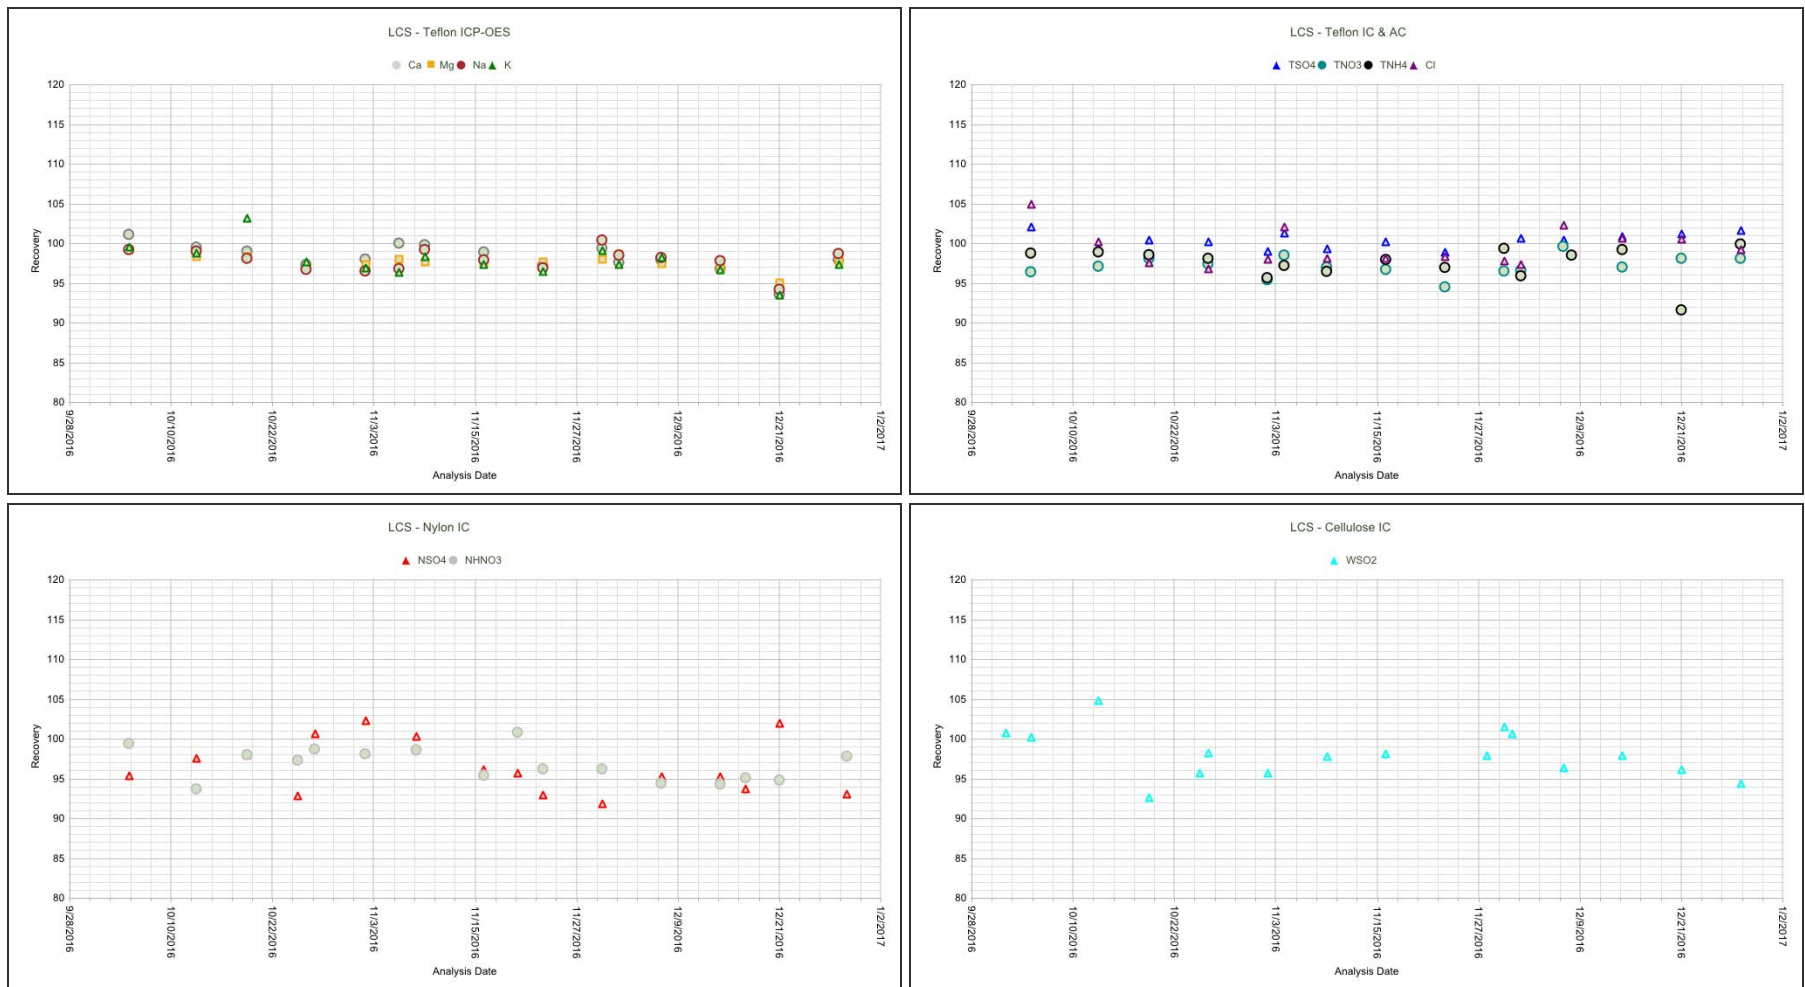 LCS - Teflon ICP-OES
Ca Mg Na K
120
115
110
105
100
95
90
85
80
Recovery
9/28/2016 10/10/2016 10/22/2016 11/3/2016 11/15/2016 11/27/2016 12/9/2016 12/21/2016 1/2/2017
Analysis Date
LCS - Teflon IC & AC
TSO4 TNO3 TNH4 Cl
120
115
110
105
100
95
90
85
80
Recovery
9/28/2016 10/10/2016 10/22/2016 11/3/2016 11/15/2016 11/27/2016 12/9/2016 12/21/2016 1/2/2017
Analysis Date
LCS - Nylon IC
NSO4 NHNO3
120
115
110
105
100
95
90
85
80
Recovery
9/28/2016 10/10/2016 10/22/2016 11/3/2016 11/15/2016 11/27/2016 12/9/2016 12/21/2016 1/2/2017
Analysis Date
LCS - Cellulose IC
WSO2
120
115
110
105
100
95
90
85
80
Recovery
9/28/2016 10/10/2016 10/22/2016 11/3/2016 11/15/2016 11/27/2016 12/9/2016 12/21/2016 1/2/2017
Analysis Date